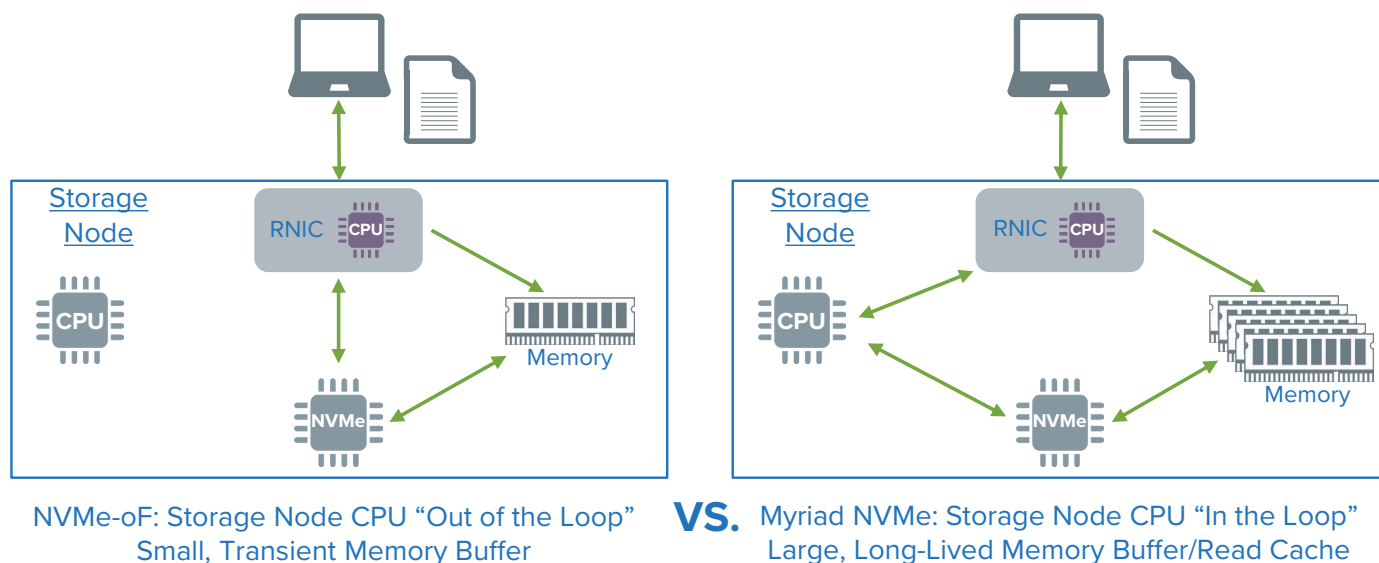 Storage
Node
RNIC
CPU
CPU
Memory
NVMe
NVMe-oF: Storage Node CPU “Out of the Loop”
Small, Transient Memory Buffer
VS.
Storage
Node
RNIC
CPU
CPU
Memory
NVMe
Myriad NVMe: Storage Node CPU “In the Loop”
Large, Long-Lived Memory Buffer/Read Cache